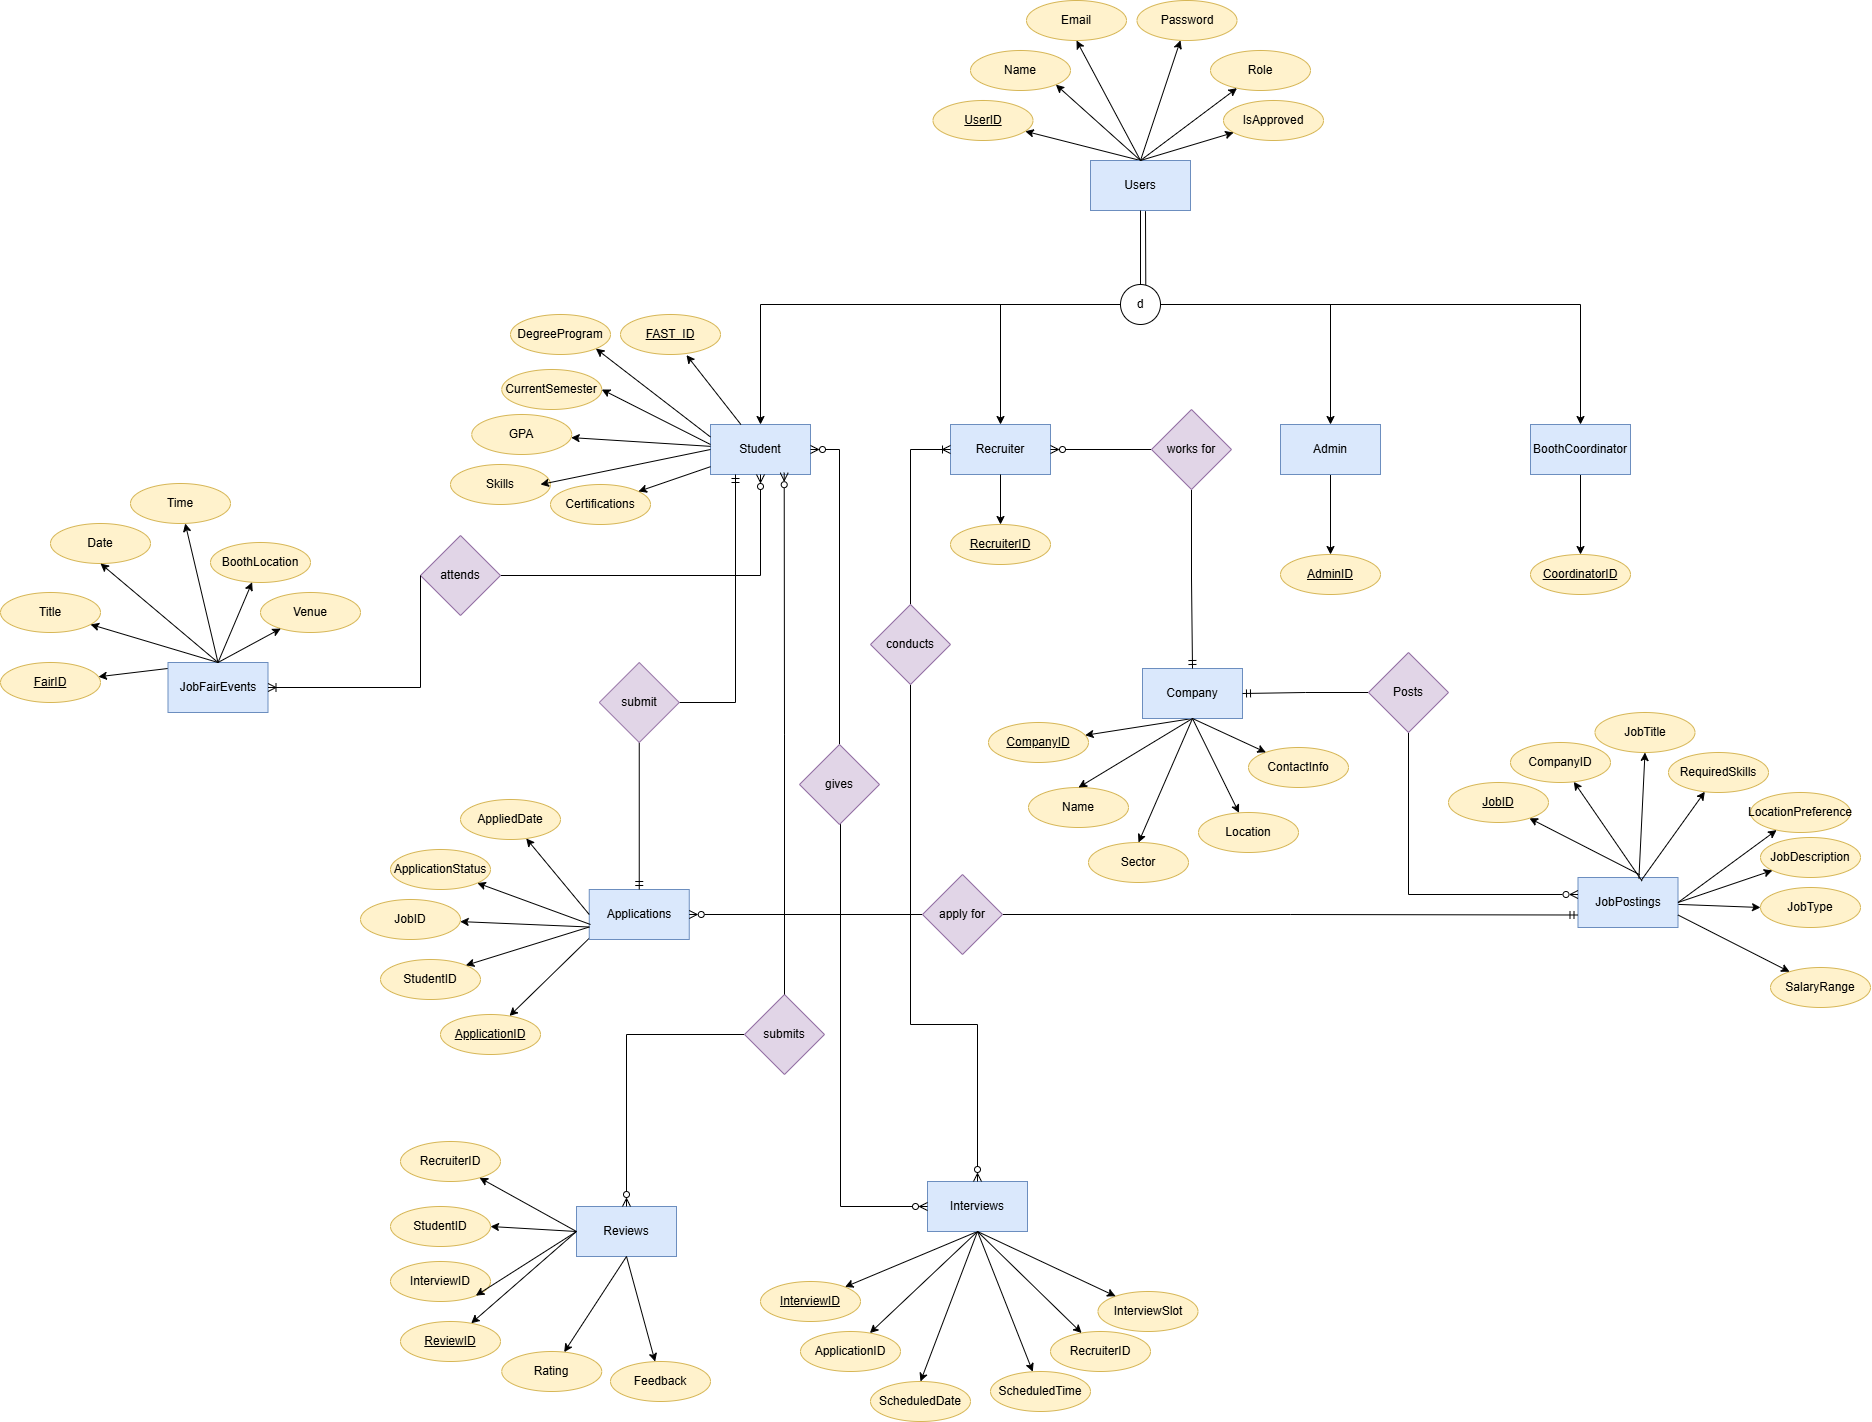 Email
Password
Name
Role
UserID
IsApproved
Users
d
DegreeProgram
FAST_ID
CurrentSemester
GPA
Skills
Certifications
Student
Recruiter
works for
Admin
BoothCoordinator
RecruiterID
AdminID
CoordinatorID
Time
Date
BoothLocation
Title
Venue
FairID
JobFairEvents
attends
submit
conducts
gives
Company
Posts
CompanyID
ContactInfo
Name
Location
Sector
JobTitle
CompanyID
RequiredSkills
JobID
LocationPreference
JobDescription
JobType
JobPostings
SalaryRange
AppliedDate
ApplicationStatus
JobID
StudentID
ApplicationID
Applications
apply for
submits
RecruiterID
StudentID
InterviewID
ReviewID
Rating
Feedback
Reviews
Interviews
InterviewID
ApplicationID
ScheduledDate
ScheduledTime
RecruiterID
InterviewSlot